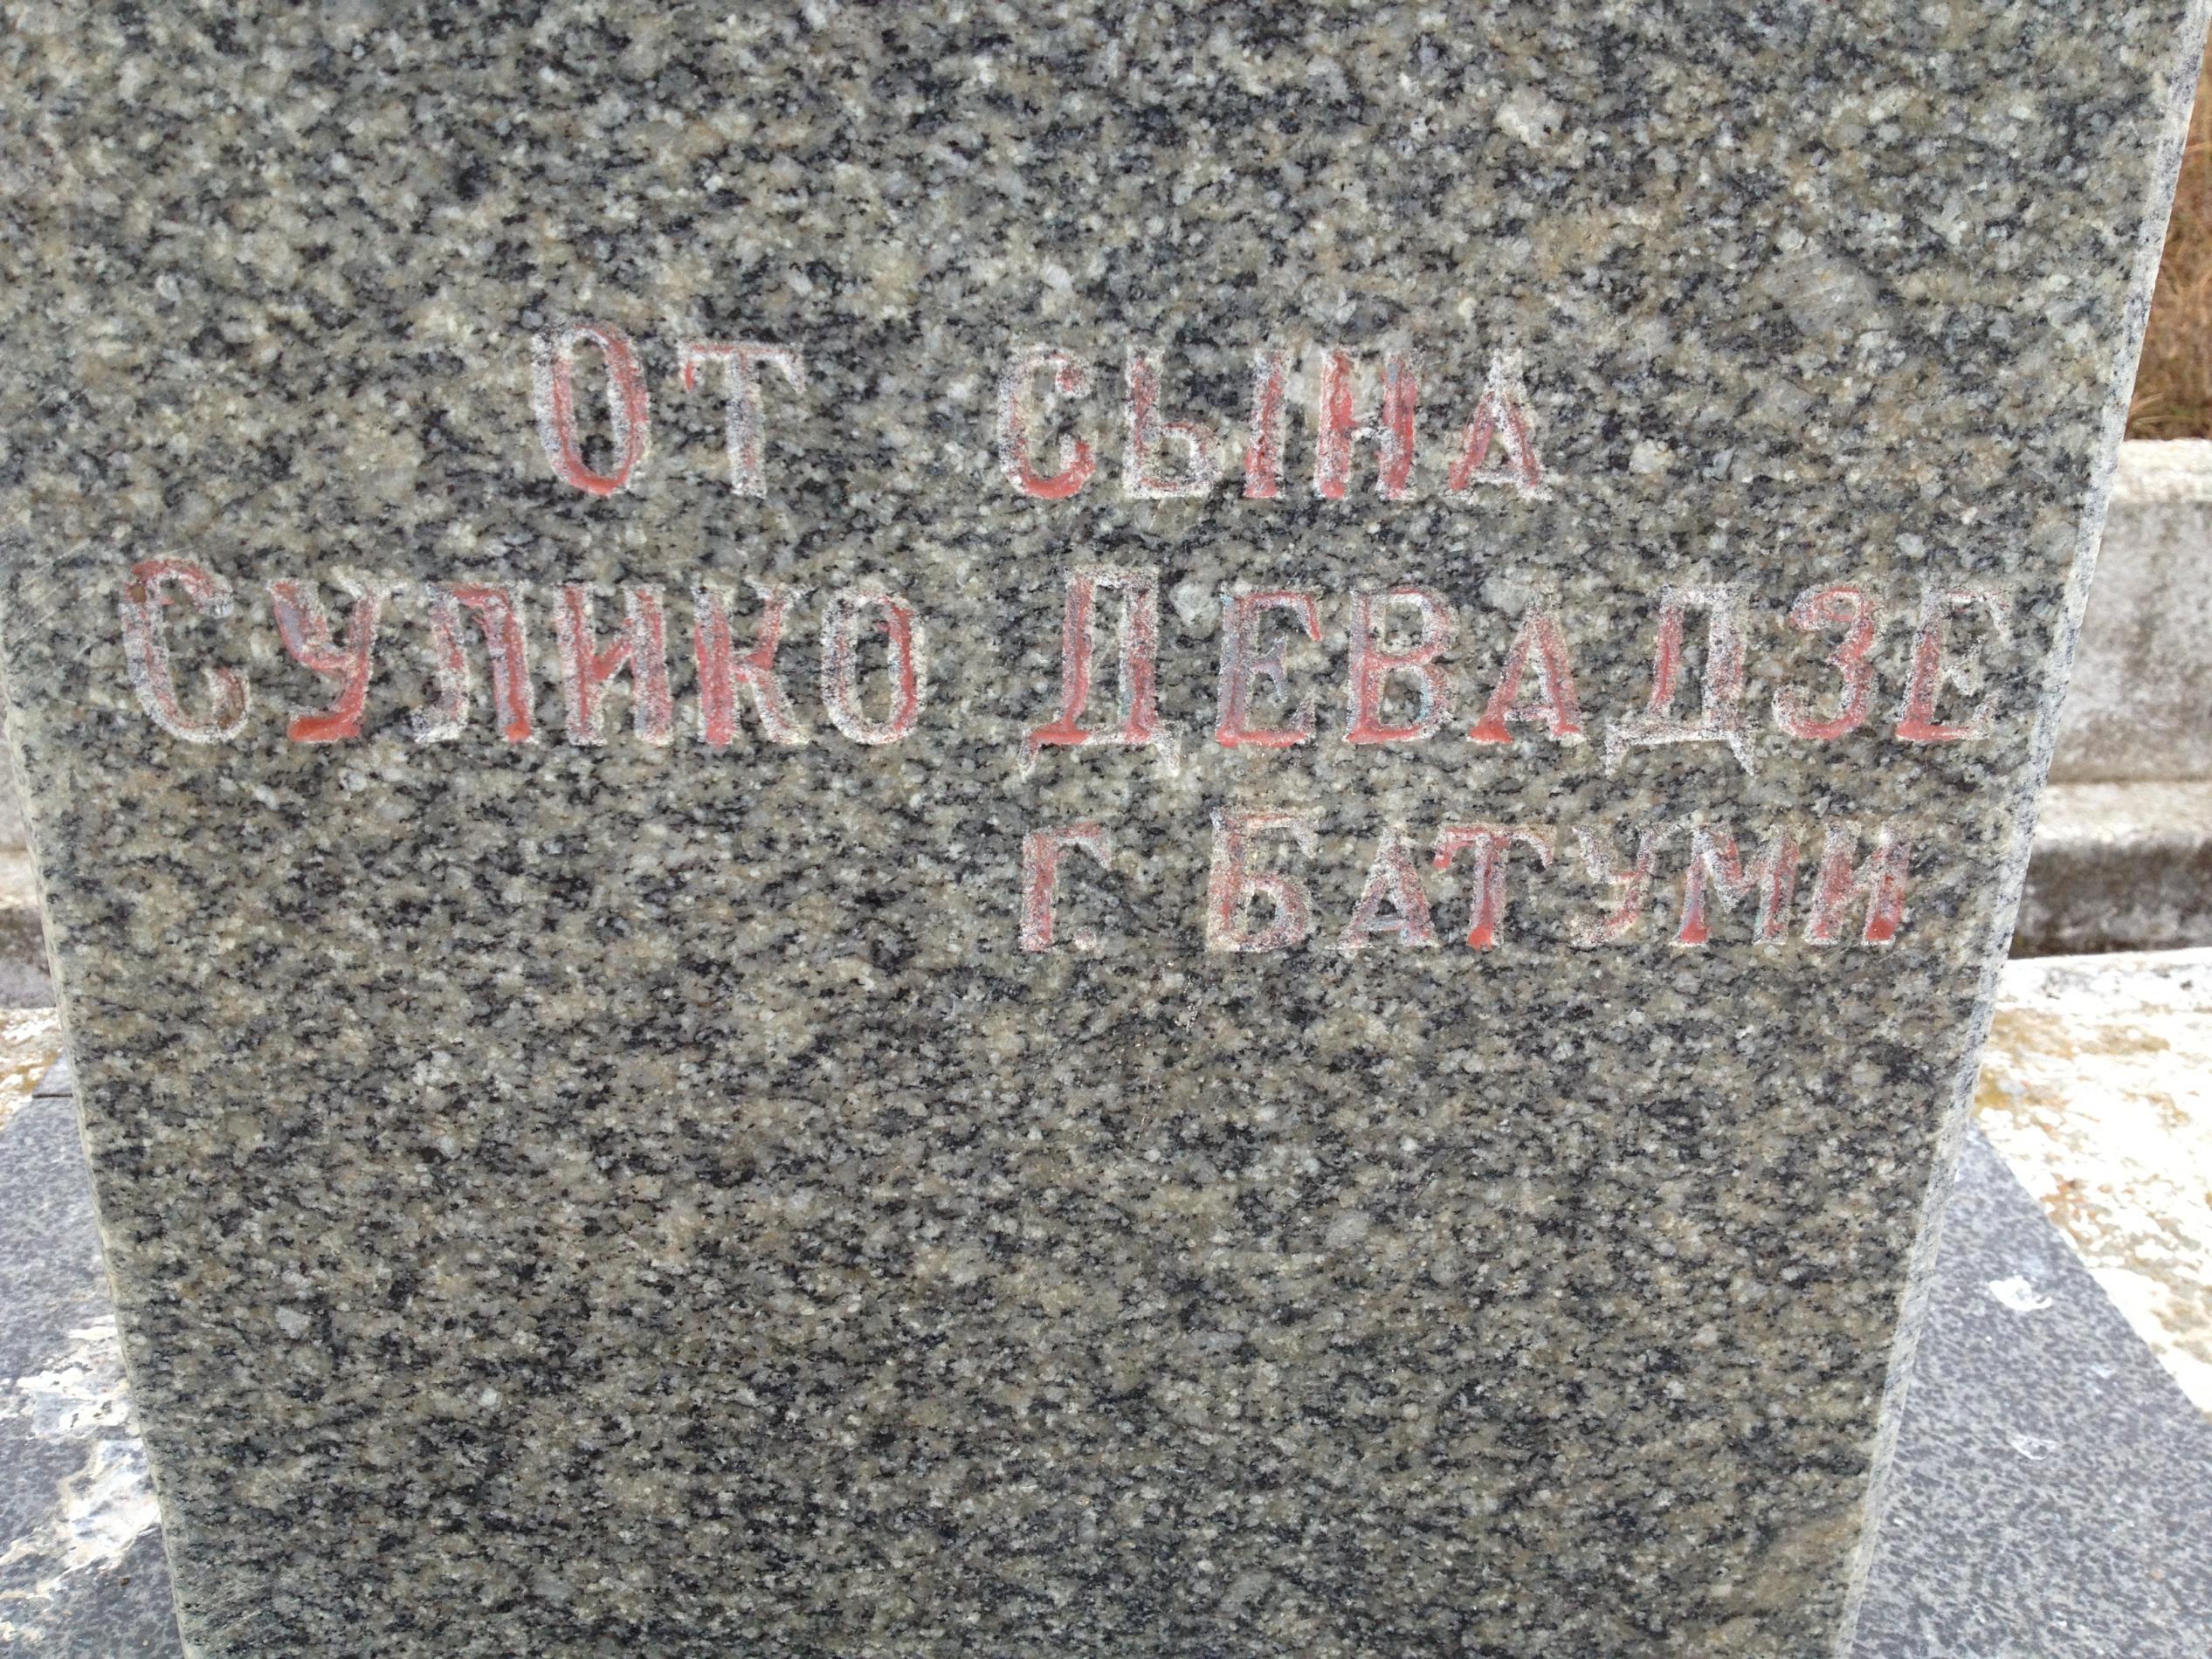 От сына
Сулико Девадзе
г. Батуми